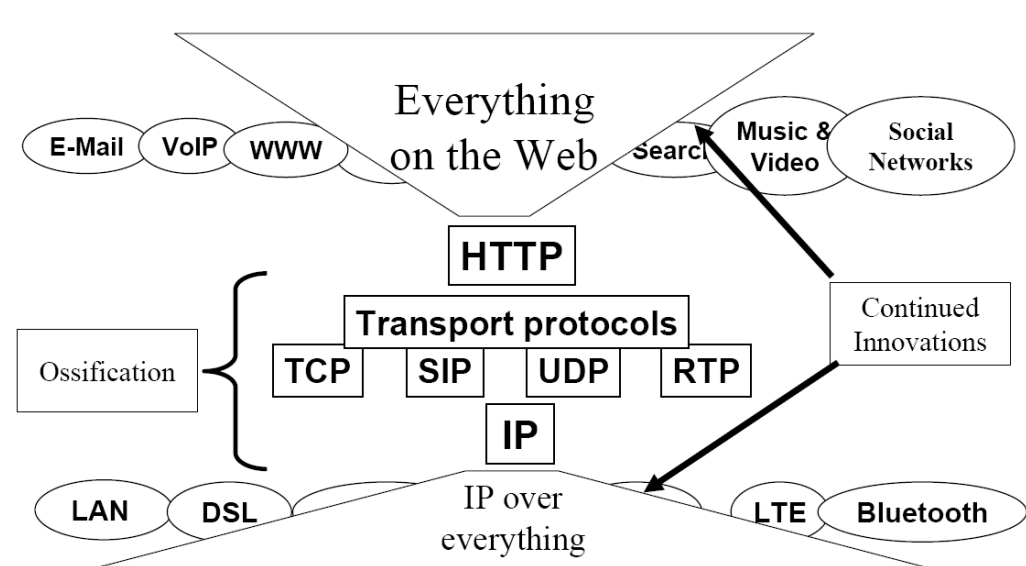 Everything
on the Web
E-Mail
VoIP
WWW
Search
Music &
Video
Social
Networks
HTTP
Transport protocols
TCP
SIP
UDP
RTP
IP
Ossification
Continued
Innovations
IP over
everything
LAN
DSL
LTE
Bluetooth